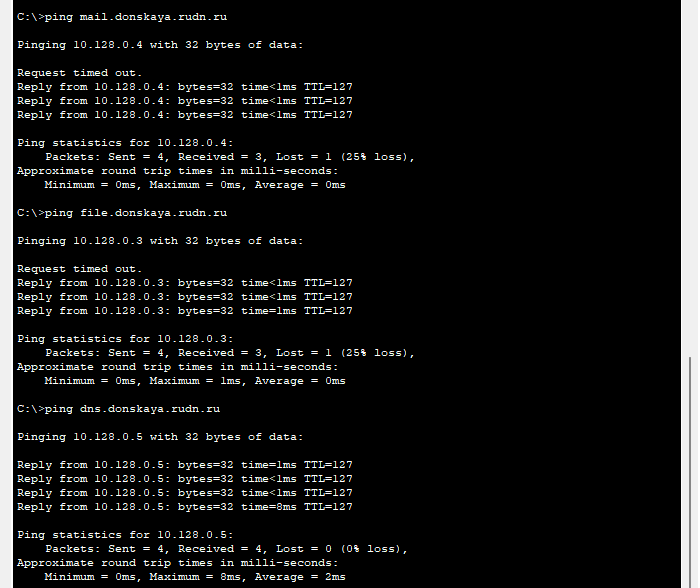 C:\>ping mail.donskaya.rudn.ru
Pinging 10.128.0.4 with 32 bytes of data:
Request timed out.
Reply from 10.128.0.4: bytes=32 time<1ms TTL=127
Reply from 10.128.0.4: bytes=32 time<1ms TTL=127
Reply from 10.128.0.4: bytes=32 time<1ms TTL=127
Ping statistics for 10.128.0.4:
    Packets: Sent = 4, Received = 3, Lost = 1 (25% loss),
Approximate round trip times in milli-seconds:
    Minimum = 0ms, Maximum = 0ms, Average = 0ms
C:\>ping file.donskaya.rudn.ru
Pinging 10.128.0.3 with 32 bytes of data:
Request timed out.
Reply from 10.128.0.3: bytes=32 time<1ms TTL=127
Reply from 10.128.0.3: bytes=32 time<1ms TTL=127
Reply from 10.128.0.3: bytes=32 time=1ms TTL=127
Ping statistics for 10.128.0.3:
    Packets: Sent = 4, Received = 3, Lost = 1 (25% loss),
Approximate round trip times in milli-seconds:
    Minimum = 0ms, Maximum = 1ms, Average = 0ms
C:\>ping dns.donskaya.rudn.ru
Pinging 10.128.0.5 with 32 bytes of data:
Reply from 10.128.0.5: bytes=32 time=1ms TTL=127
Reply from 10.128.0.5: bytes=32 time<1ms TTL=127
Reply from 10.128.0.5: bytes=32 time<1ms TTL=127
Reply from 10.128.0.5: bytes=32 time=8ms TTL=127
Ping statistics for 10.128.0.5:
    Packets: Sent = 4, Received = 4, Lost = 0 (0% loss),
Approximate round trip times in milli-seconds:
    Minimum = 0ms, Maximum = 8ms, Average = 2ms